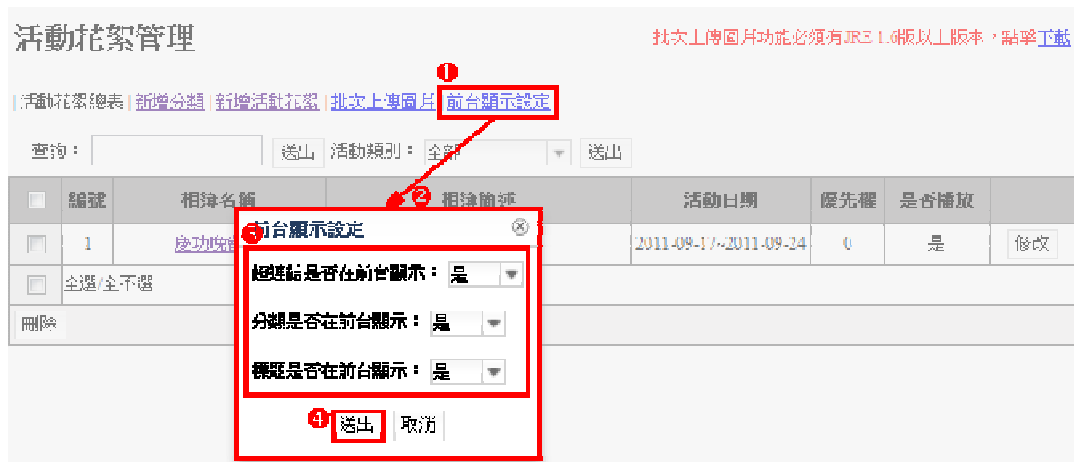 活動花絮管理
批次上傳圖片功能必須有JRE 1.6版以上版本,點擊下載
1
|活動花絮總表|新增分類|新增活動花絮|批次上傳圖片|前台顯示設定
查詢： 送出 活動類別： 全部 送出
2
編號 相簿名稱 相簿簡述 活動日期 優先權 是否播放
3 前台顯示設定
1 慶功晚 2011-09-17~2011-09-24 0 是 修改
超連結是否在前台顯示： 是
全選/全不選
分類是否在前台顯示： 是
刪除
標題是否在前台顯示： 是
4 送出 取消